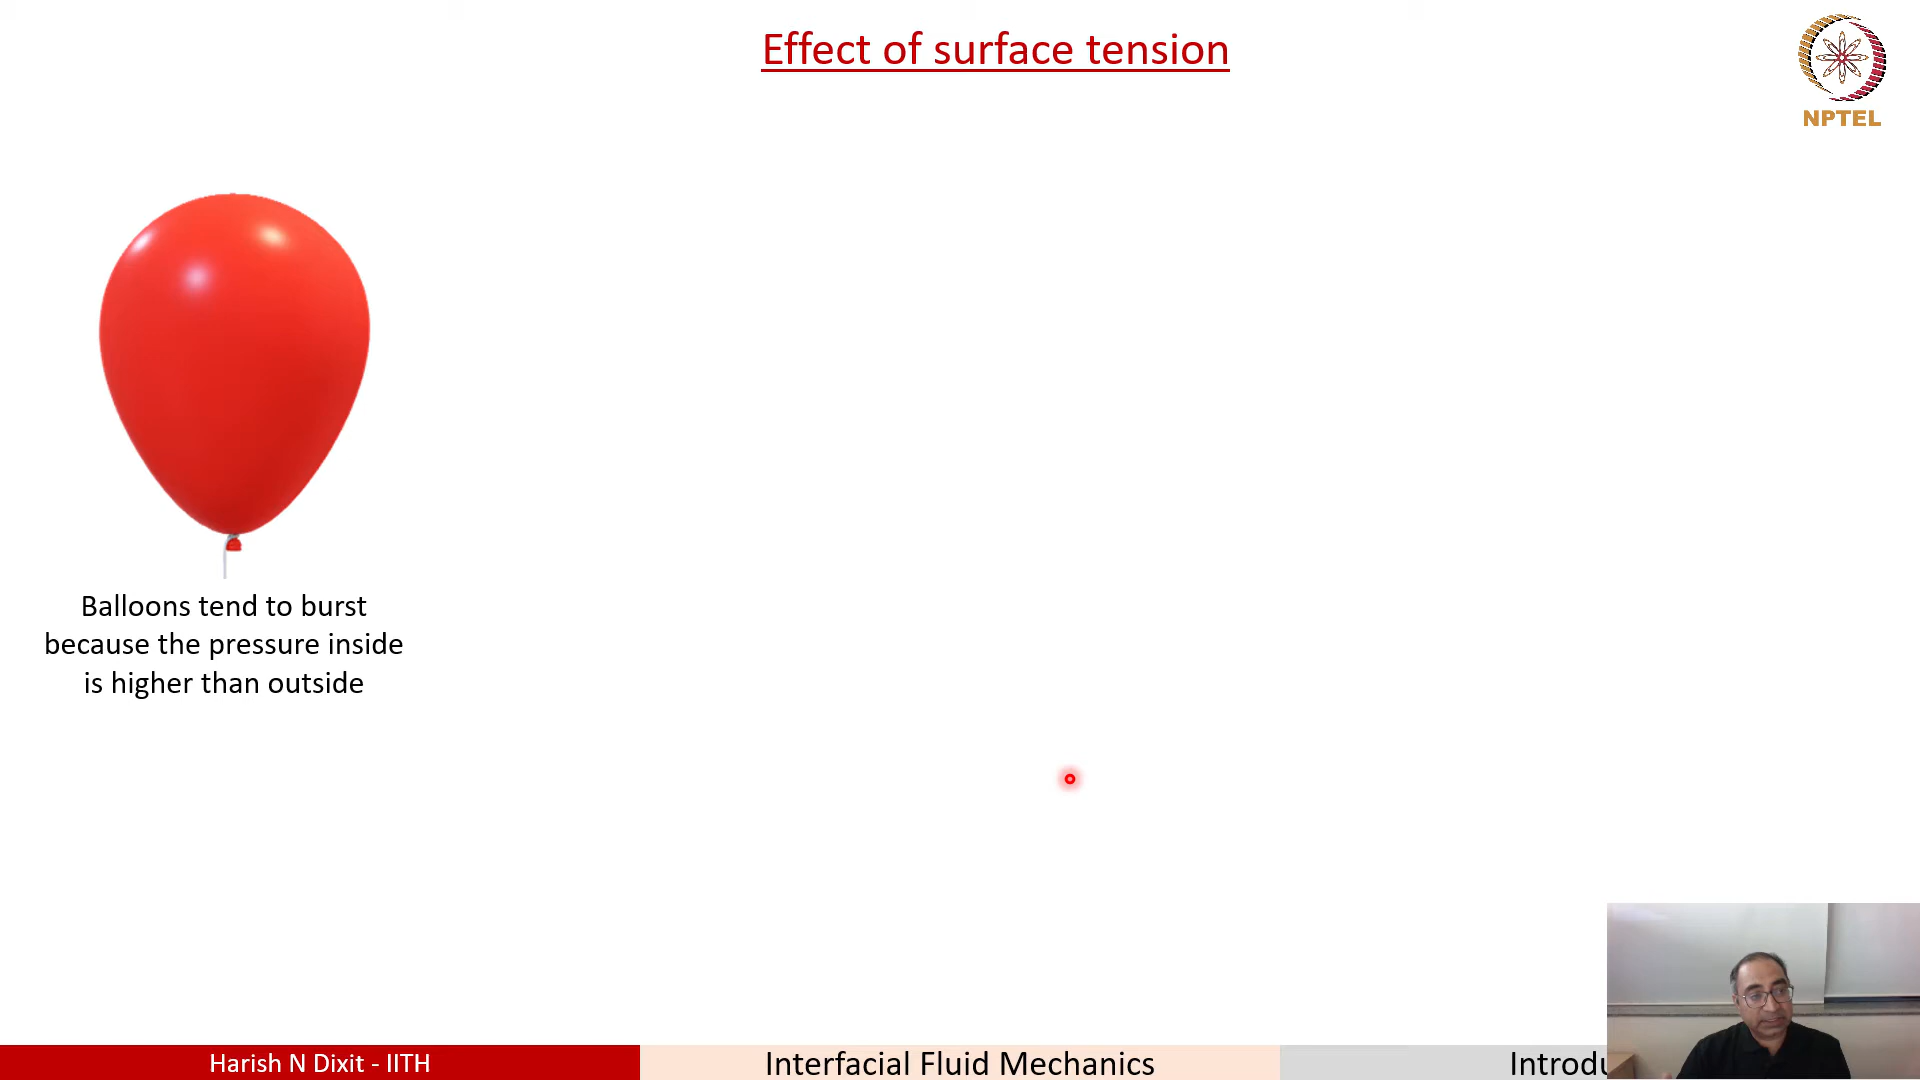 Effect of surface tension
NPTEL
Balloons tend to burst
because the pressure inside
is higher than outside
Harish N Dixit - IITH
Interfacial Fluid Mechanics